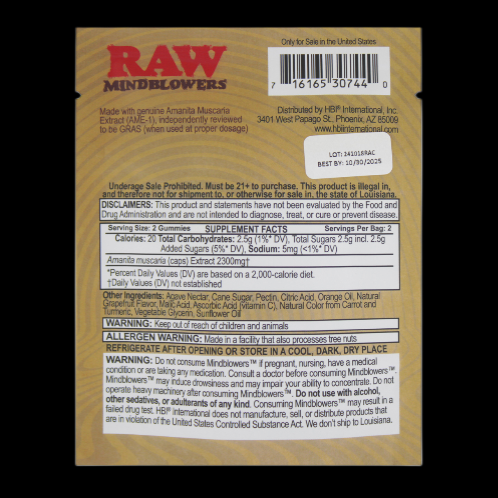 RAW
MINDBLOWERS
Only for Sale in the United States
7 16165 30744 0
Made with genuine Amanita Muscaria
Extract (AME-1), independently reviewed
to be GRAS (when used at proper dosage)
Distributed by HBI® International, Inc.
3401 West Papago St., Phoenix, AZ 85009
www.hbiinternational.com
LOT: 241018RAC
BEST BY: 10/30/2025
Underage Sale Prohibited. Must be 21+ to purchase. This product is illegal in,
and therefore not for shipment to, or otherwise for sale in, the state of Louisiana.
DISCLAIMERS: This product and statements have not been evaluated by the Food and
Drug Administration and are not intended to diagnose, treat, or cure or prevent disease.
Serving Size: 2 Gummies SUPPLEMENT FACTS Servings Per Bag: 2
Calories: 20 Total Carbohydrates: 2.5g (1%* DV), Total Sugars 2.5g incl. 2.5g
Added Sugars (5%* DV), Sodium: 5mg (<1%* DV)
Amanita muscaria (caps) Extract 2300mg†
*Percent Daily Values (DV) are based on a 2,000-calorie diet.
†Daily Values (DV) not established
Other Ingredients: Agave Nectar, Cane Sugar, Pectin, Citric Acid, Orange Oil, Natural
Grapefruit Flavor, Malic Acid, Ascorbic Acid (vitamin C), Natural Color from Carrot and
Turmeric, Vegetable Glycerin, Sunflower Oil
WARNING: Keep out of reach of children and animals
ALLERGEN WARNING: Made in a facility that also processes tree nuts
REFRIGERATE AFTER OPENING OR STORE IN A COOL, DARK, DRY PLACE
WARNING: Do not consume Mindblowers™ if pregnant, nursing, have a medical
condition or are taking any medication. Consult a doctor before consuming Mindblowers™.
Mindblowers™ may induce drowsiness and may impair your ability to concentrate. Do not
operate heavy machinery after consuming Mindblowers™. Do not use with alcohol,
other sedatives, or adulterants of any kind. Consuming Mindblowers™ may result in a
failed drug test. HBI® International does not manufacture, sell, or distribute products that
are in violation of the United States Controlled Substance Act. We don't ship to Louisiana.